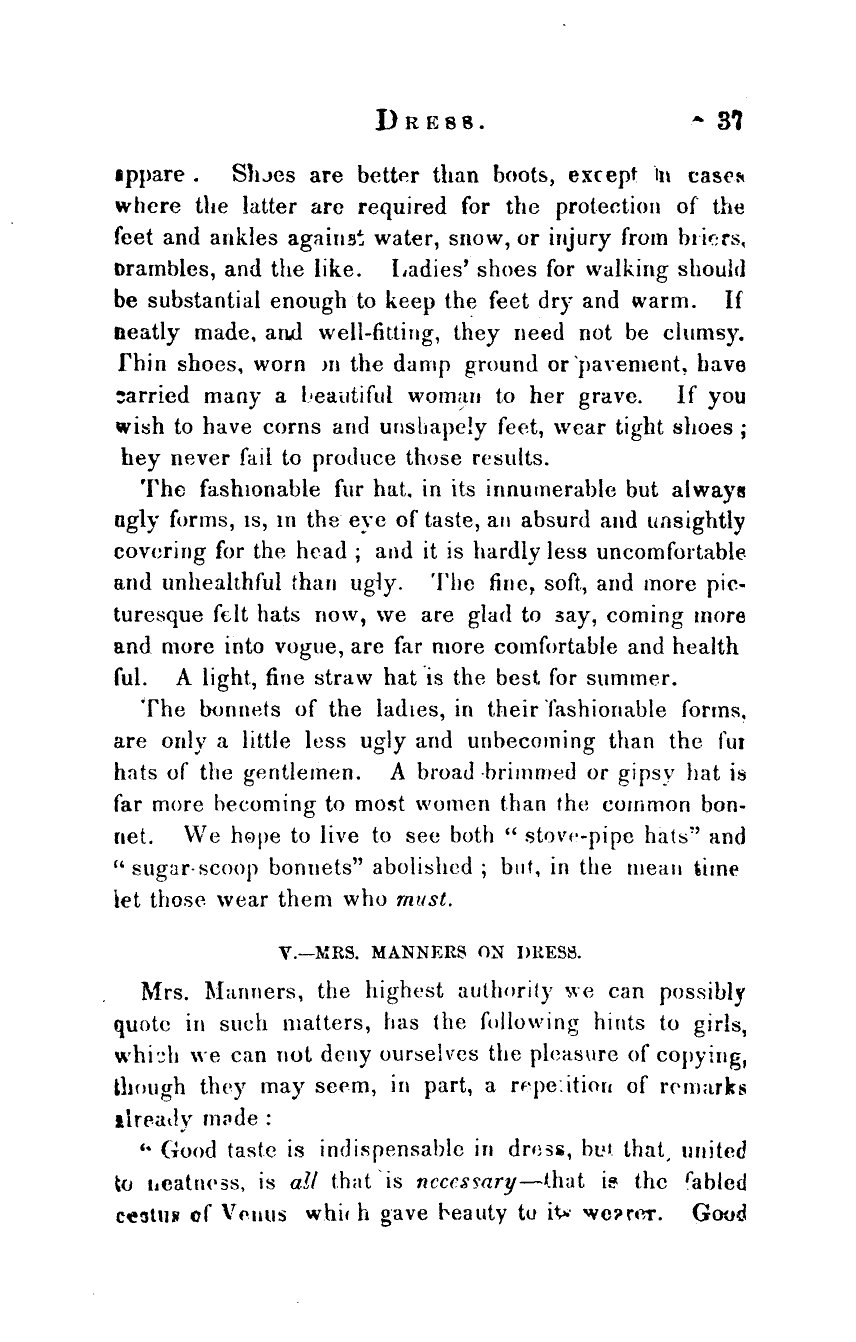 DRESS. 37
appare . Shoes are better than boots, except in cases
where the latter are required for the protection of the
feet and ankles against water, snow, or injury from briers,
brambles, and the like. Ladies' shoes for walking should
be substantial enough to keep the feet dry and warm. If
neatly made, and well-fitting, they need not be clumsy.
Thin shoes, worn on the damp ground or pavement, have
carried many a beautiful woman to her grave. If you
wish to have corns and unshapely feet, wear tight shoes ;
hey never fail to produce those results.
The fashionable fur hat, in its innumerable but always
ugly forms, is, in the eye of taste, an absurd and unsightly
covering for the head ; and it is hardly less uncomfortable
and unhealthful than ugly. The fine, soft, and more pic-
turesque felt hats now, we are glad to say, coming more
and more into vogue, are far more comfortable and health
ful. A light, fine straw hat is the best for summer.
The bonnets of the ladies, in their fashionable forms,
are only a little less ugly and unbecoming than the fur
hats of the gentlemen. A broad-brimmed or gipsy hat is
far more becoming to most women than the common bon-
net. We hope to live to see both "stove-pipe hats" and
"sugar-scoop bonnets" abolished ; but, in the mean time
let those wear them who must.
V.—MRS. MANNERS ON DRESS.
Mrs. Manners, the highest authority we can possibly
quote in such matters, has the following hints to girls,
which we can not deny ourselves the pleasure of copying,
though they may seem, in part, a repetition of remarks
already made :
"Good taste is indispensable in dress, but that, united
to neatness, is all that is necessary—that is the fabled
cestus of Venus which gave beauty to its wearer. Good